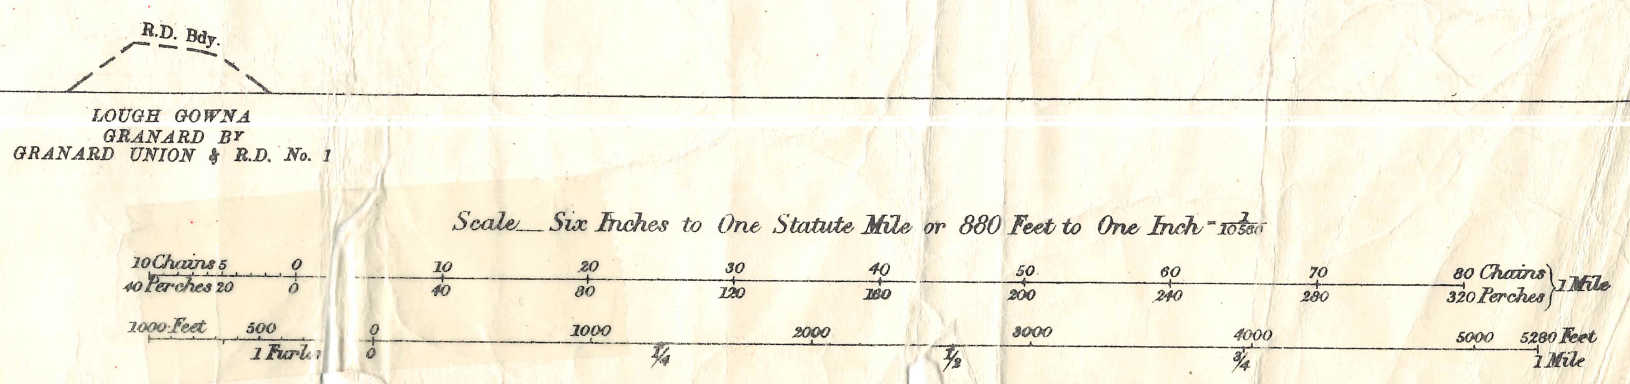 R.D. Bdy.
LOUGH GOWNA
GRANARD BY
GRANARD UNION & R.D. No. 1
Scale__Six Inches to One Statute Mile or 880 Feet to One Inch = 1/10560
10 Chains 5 0 10 20 30 40 50 60 70 80 Chains
40 Perches 20 0 40 80 120 160 200 240 280 320 Perches
1 Mile
1000 Feet 500 0 1000 2000 3000 4000 5000 5280 Feet
1 0 1/4 1/2 3/4 1 Mile